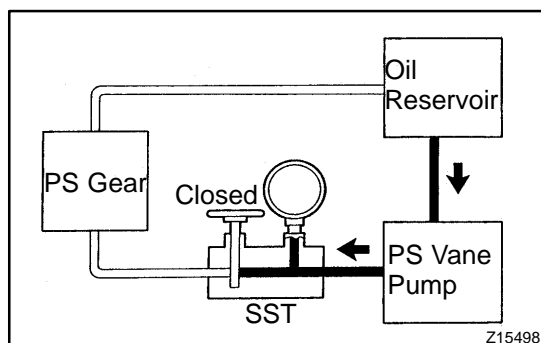 Oil
Reservoir
PS Gear
Closed
PS Vane
Pump
SST
Z15498